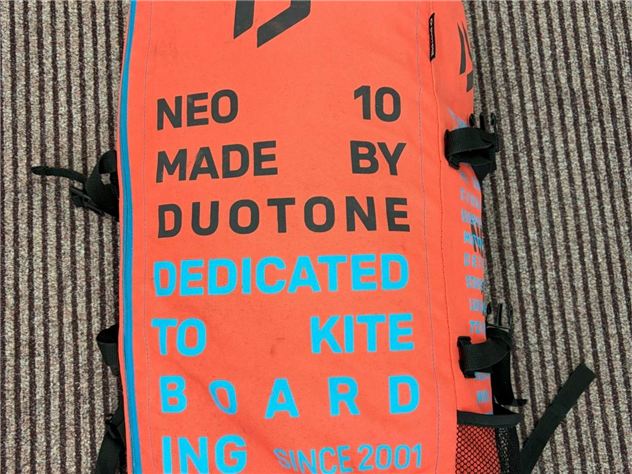 NEO 10
MADE BY
DUOTONE
DEDICATED
TO KITE
BOARD
ING SINCE 2001